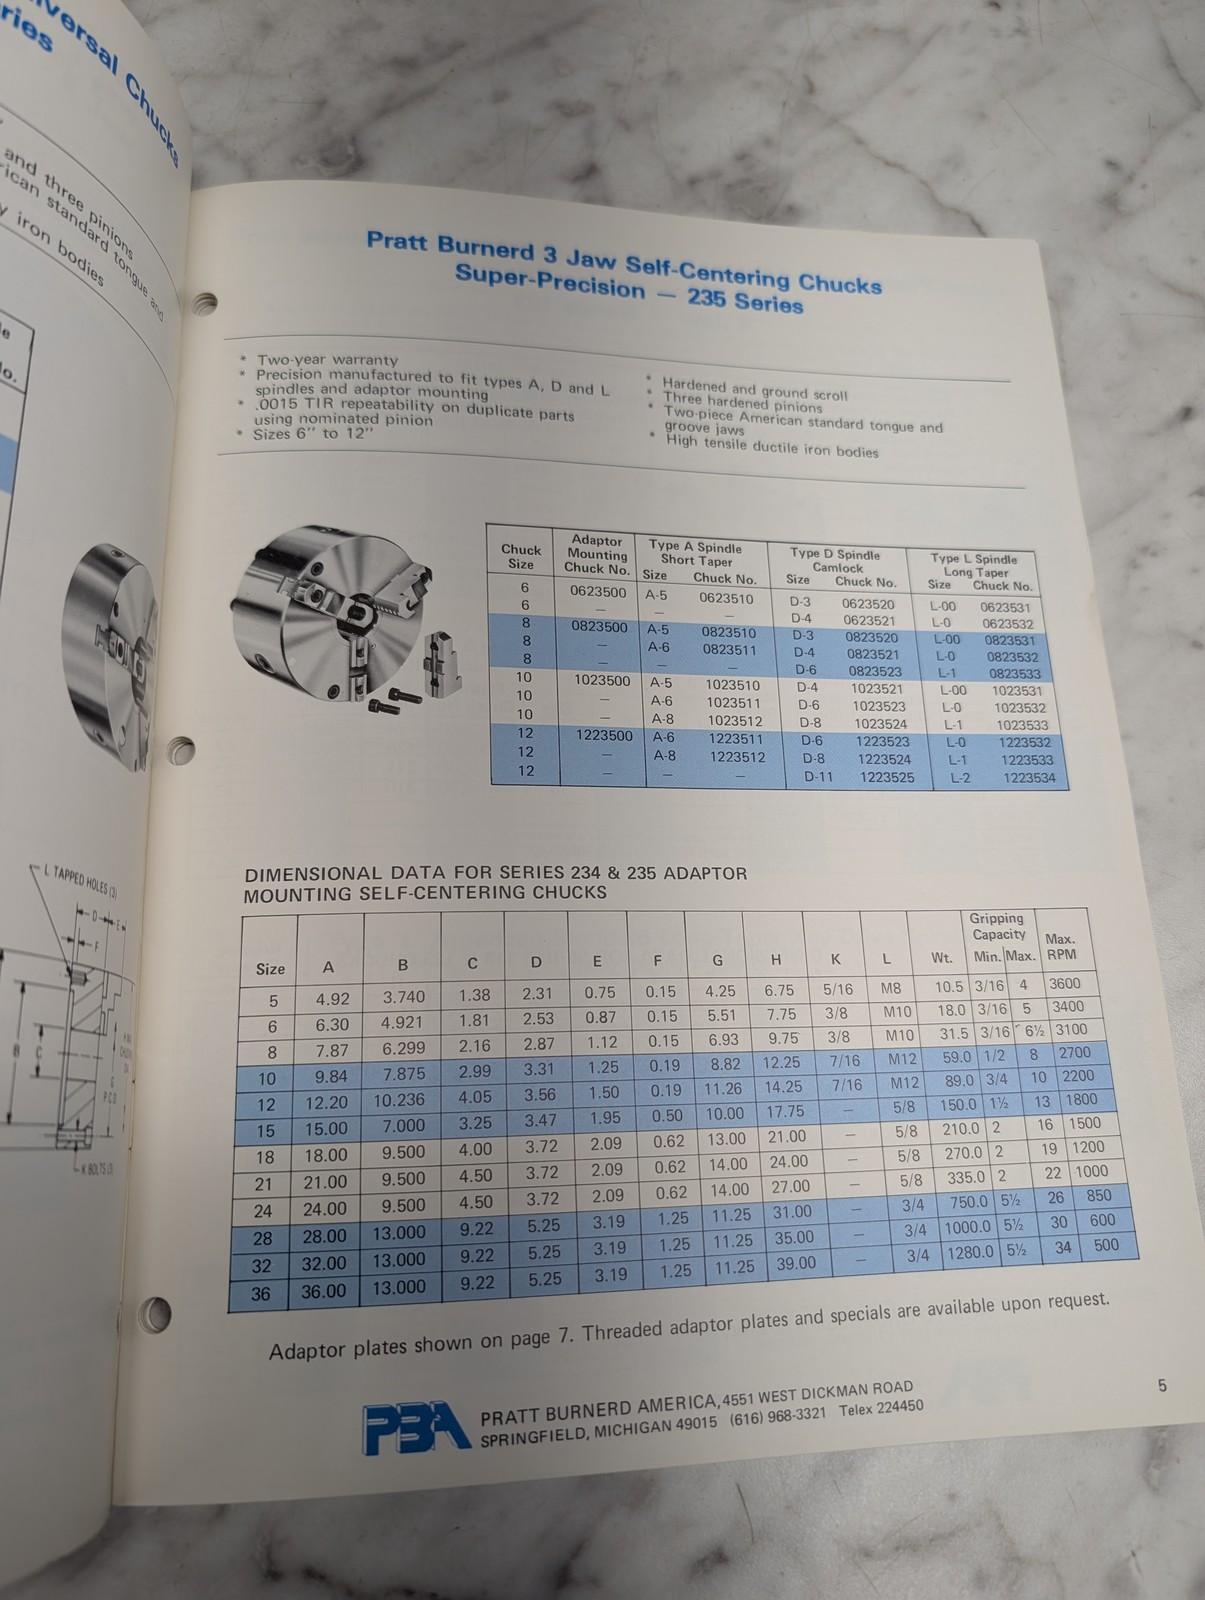 iversal Chucks
ries
and three pinions
rican standard tongue and
y iron bodies
L TAPPED HOLES (3)
D
E
F
B
C
G
P.C.D
K BOLTS (3)
Pratt Burnerd 3 Jaw Self-Centering Chucks
Super-Precision — 235 Series
* Two-year warranty
* Precision manufactured to fit types A, D and L
spindles and adaptor mounting
* .0015 TIR repeatability on duplicate parts
using nominated pinion
* Sizes 6" to 12"
* Hardened and ground scroll
* Three hardened pinions
* Two-piece American standard tongue and
groove jaws
* High tensile ductile iron bodies
Chuck Size | Adaptor Mounting Chuck No. | Type A Spindle Short Taper Size Chuck No. | Type D Spindle Camlock Size Chuck No. | Type L Spindle Long Taper Size Chuck No.
6 0623500 A-5 0623510 D-3 0623520 L-00 0623531
6 — — — D-4 0623521 L-0 0623532
8 0823500 A-5 0823510 D-3 0823520 L-00 0823531
8 — A-6 0823511 D-4 0823521 L-0 0823532
8 — — — D-6 0823523 L-1 0823533
10 1023500 A-5 1023510 D-4 1023521 L-00 1023531
10 — A-6 1023511 D-6 1023523 L-0 1023532
10 — A-8 1023512 D-8 1023524 L-1 1023533
12 1223500 A-6 1223511 D-6 1223523 L-0 1223532
12 — A-8 1223512 D-8 1223524 L-1 1223533
12 — — — D-11 1223525 L-2 1223534
DIMENSIONAL DATA FOR SERIES 234 & 235 ADAPTOR
MOUNTING SELF-CENTERING CHUCKS
Size A B C D E F G H K L Wt. Gripping Capacity Min. Max. Max. RPM
5 4.92 3.740 1.38 2.31 0.75 0.15 4.25 6.75 5/16 M8 10.5 3/16 4 3600
6 6.30 4.921 1.81 2.53 0.87 0.15 5.51 7.75 3/8 M10 18.0 3/16 5 3400
8 7.87 6.299 2.16 2.87 1.12 0.15 6.93 9.75 3/8 M10 31.5 3/16 6½ 3100
10 9.84 7.875 2.99 3.31 1.25 0.19 8.82 12.25 7/16 M12 59.0 1/2 8 2700
12 12.20 10.236 4.05 3.56 1.50 0.19 11.26 14.25 7/16 M12 89.0 3/4 10 2200
15 15.00 7.000 3.25 3.47 1.95 0.50 10.00 17.75 — 5/8 150.0 1½ 13 1800
18 18.00 9.500 4.00 3.72 2.09 0.62 13.00 21.00 — 5/8 210.0 2 16 1500
21 21.00 9.500 4.50 3.72 2.09 0.62 14.00 24.00 — 5/8 270.0 2 19 1200
24 24.00 9.500 4.50 3.72 2.09 0.62 14.00 27.00 — 5/8 335.0 2 22 1000
28 28.00 13.000 9.22 5.25 3.19 1.25 11.25 31.00 — 3/4 750.0 5½ 26 850
32 32.00 13.000 9.22 5.25 3.19 1.25 11.25 35.00 — 3/4 1000.0 5½ 30 600
36 36.00 13.000 9.22 5.25 3.19 1.25 11.25 39.00 — 3/4 1280.0 5½ 34 500
Adaptor plates shown on page 7. Threaded adaptor plates and specials are available upon request.
PBA PRATT BURNERD AMERICA, 4551 WEST DICKMAN ROAD
SPRINGFIELD, MICHIGAN 49015 (616) 968-3321 Telex 224450
5